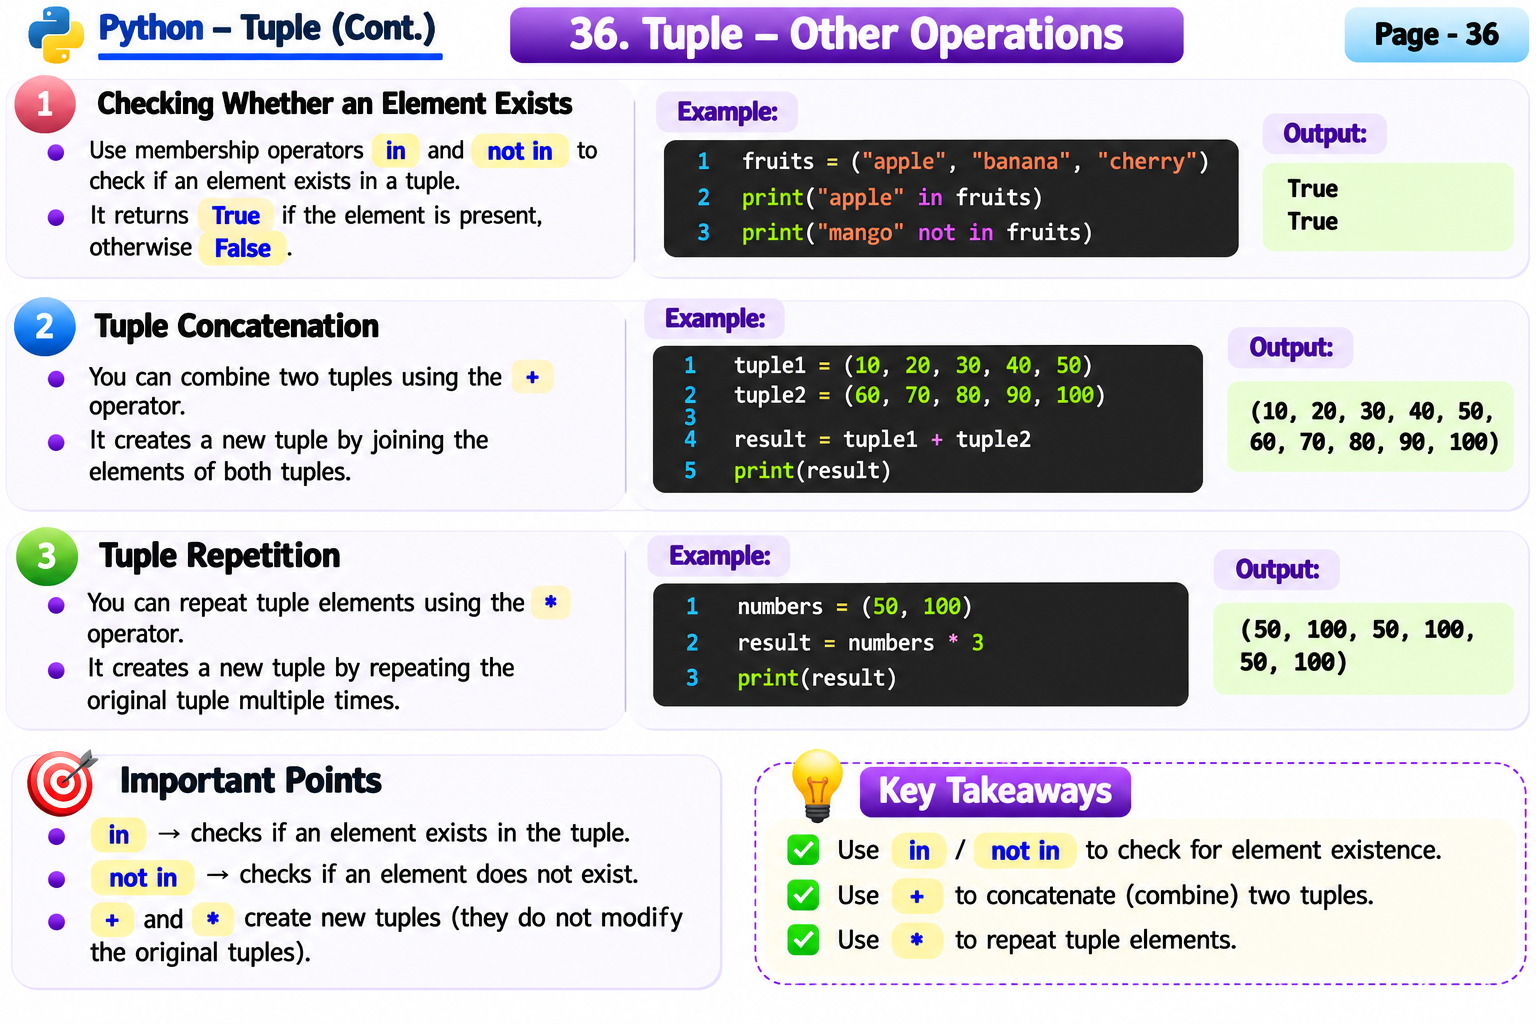 Python – Tuple (Cont.)
36. Tuple – Other Operations
Page - 36
1
Checking Whether an Element Exists
Use membership operators in and not in to
check if an element exists in a tuple.
It returns True if the element is present,
otherwise False .
Example:
1 fruits = ("apple", "banana", "cherry")
2 print("apple" in fruits)
3 print("mango" not in fruits)
Output:
True
True
2
Tuple Concatenation
You can combine two tuples using the +
operator.
It creates a new tuple by joining the
elements of both tuples.
Example:
1 tuple1 = (10, 20, 30, 40, 50)
2 tuple2 = (60, 70, 80, 90, 100)
3
4 result = tuple1 + tuple2
5 print(result)
Output:
(10, 20, 30, 40, 50,
60, 70, 80, 90, 100)
3
Tuple Repetition
You can repeat tuple elements using the *
operator.
It creates a new tuple by repeating the
original tuple multiple times.
Example:
1 numbers = (50, 100)
2 result = numbers * 3
3 print(result)
Output:
(50, 100, 50, 100,
50, 100)
Important Points
in → checks if an element exists in the tuple.
not in → checks if an element does not exist.
+ and * create new tuples (they do not modify
the original tuples).
Key Takeaways
Use in / not in to check for element existence.
Use + to concatenate (combine) two tuples.
Use * to repeat tuple elements.